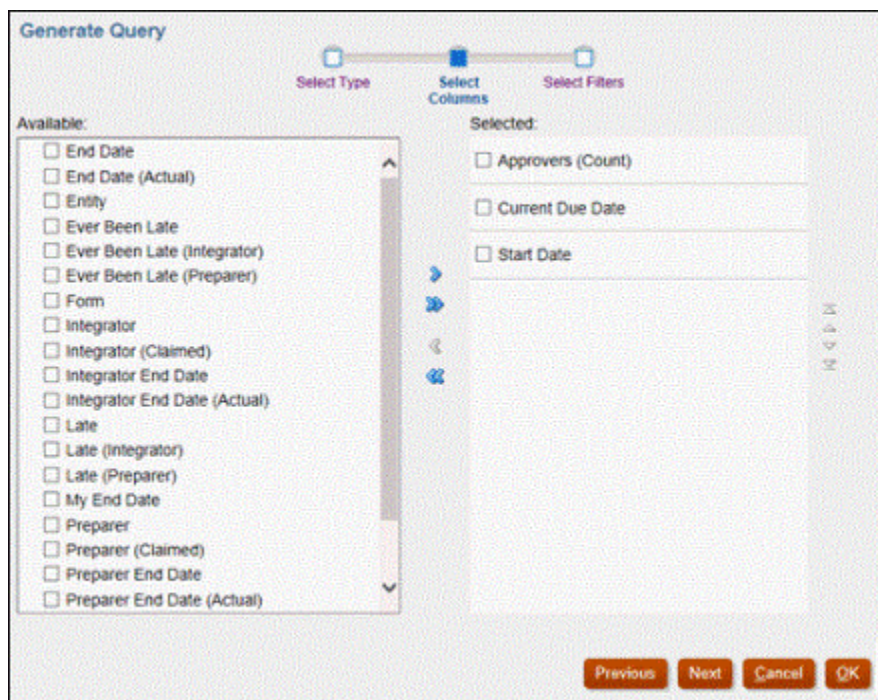 Generate Query
Select Type
Select
Columns
Select Filters
Available:
End Date
End Date (Actual)
Entity
Ever Been Late
Ever Been Late (Integrator)
Ever Been Late (Preparer)
Form
Integrator
Integrator (Claimed)
Integrator End Date
Integrator End Date (Actual)
Late
Late (Integrator)
Late (Preparer)
My End Date
Preparer
Preparer (Claimed)
Preparer End Date
Preparer End Date (Actual)
Selected:
Approvers (Count)
Current Due Date
Start Date
Previous
Next
Cancel
OK